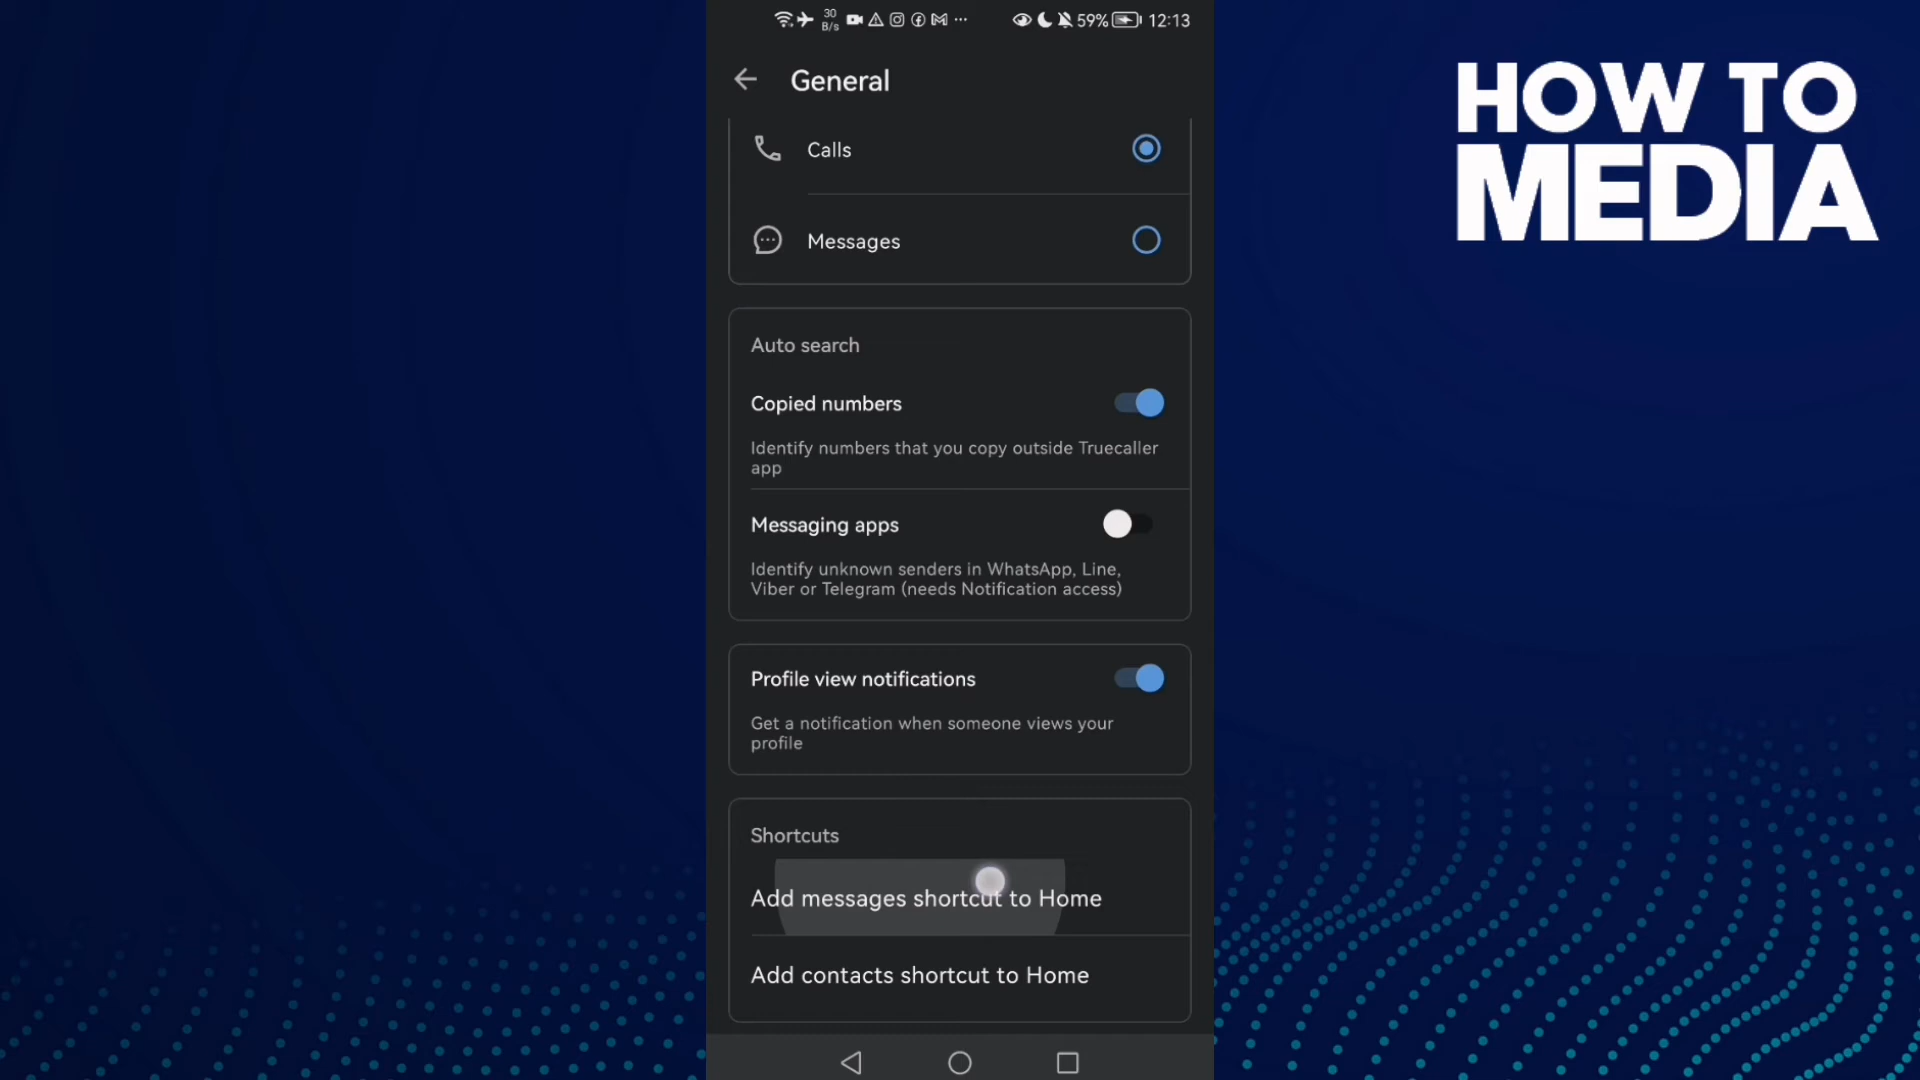 30
B/s
59%
12:13
General
HOW TO
MEDIA
Calls
Messages
Auto search
Copied numbers
Identify numbers that you copy outside Truecaller
app
Messaging apps
Identify unknown senders in WhatsApp, Line,
Viber or Telegram (needs Notification access)
Profile view notifications
Get a notification when someone views your
profile
Shortcuts
Add messages shortcut to Home
Add contacts shortcut to Home